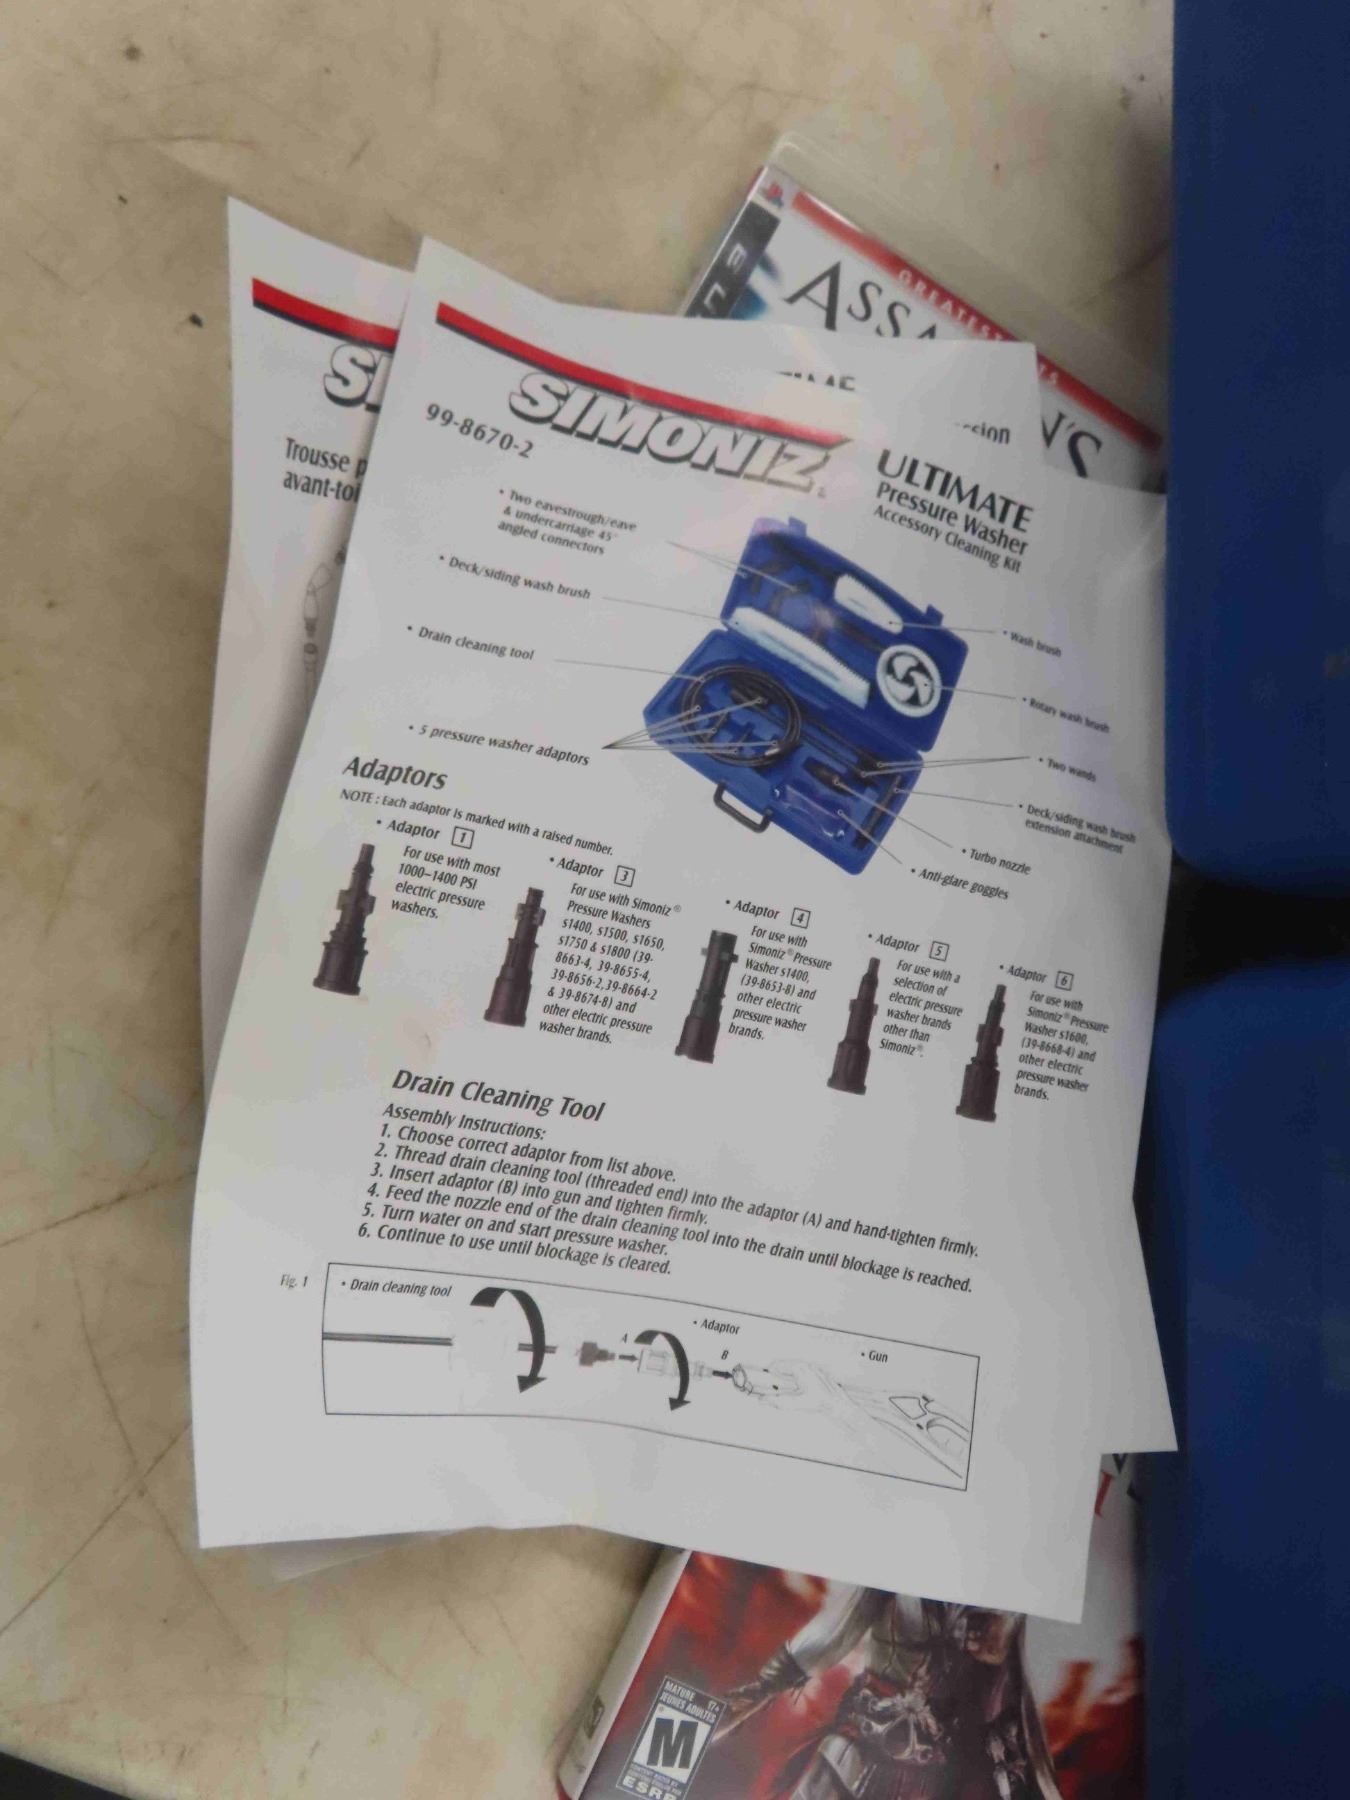 GREATEST
TS
ASSA
N'S
SI
Trousse p
avant-toi
SIMONIZ
99-8670-2
ULTIMATE
Pressure Washer
Accessory Cleaning Kit
• Two eavestrough/eave
& undercarriage 45°
angled connectors
• Deck/siding wash brush
• Drain cleaning tool
• 5 pressure washer adaptors
• Wash brush
• Rotary wash brush
• Two wands
• Deck/siding wash brush
extension attachment
• Turbo nozzle
• Anti-glare goggles
Adaptors
NOTE : Each adaptor is marked with a raised number.
• Adaptor 1
For use with most
1000–1400 PSI
electric pressure
washers.
• Adaptor 3
For use with Simoniz®
Pressure Washers
s1400, s1500, s1650,
s1750 & s1800 (39-
8663-4, 39-8655-4,
39-8656-2,39-8664-2
& 39-8674-8) and
other electric pressure
washer brands.
• Adaptor 4
For use with
Simoniz® Pressure
Washer s1400,
(39-8653-8) and
other electric
pressure washer
brands.
• Adaptor 5
For use with a
selection of
electric pressure
washer brands
other than
Simoniz®.
• Adaptor 6
For use with
Simoniz® Pressure
Washer s1600,
(39-8668-4) and
other electric
pressure washer
brands.
Drain Cleaning Tool
Assembly Instructions:
1. Choose correct adaptor from list above.
2. Thread drain cleaning tool (threaded end) into the adaptor (A) and hand-tighten firmly.
3. Insert adaptor (B) into gun and tighten firmly.
4. Feed the nozzle end of the drain cleaning tool into the drain until blockage is reached.
5. Turn water on and start pressure washer.
6. Continue to use until blockage is cleared.
Fig. 1
• Drain cleaning tool
A
• Adaptor
B
• Gun
MATURE 17+
JEUNES ADULTES
M
ESRB